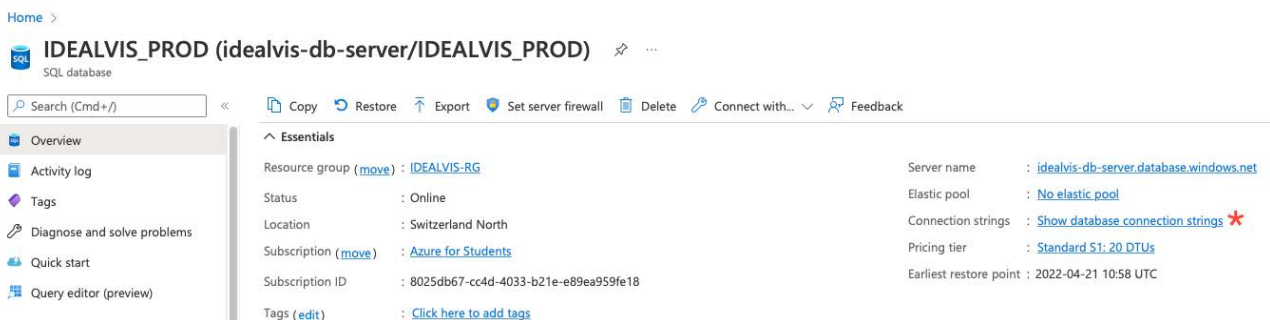 Home >
IDEALVIS_PROD (idealvis-db-server/IDEALVIS_PROD) ...
SQL database
Search (Cmd+/) «
Overview
Activity log
Tags
Diagnose and solve problems
Quick start
Query editor (preview)
Copy Restore Export Set server firewall Delete Connect with... Feedback
Essentials
Resource group (move) : IDEALVIS-RG
Status : Online
Location : Switzerland North
Subscription (move) : Azure for Students
Subscription ID : 8025db67-cc4d-4033-b21e-e89ea959fe18
Tags (edit) : Click here to add tags
Server name : idealvis-db-server.database.windows.net
Elastic pool : No elastic pool
Connection strings : Show database connection strings *
Pricing tier : Standard S1: 20 DTUs
Earliest restore point : 2022-04-21 10:58 UTC